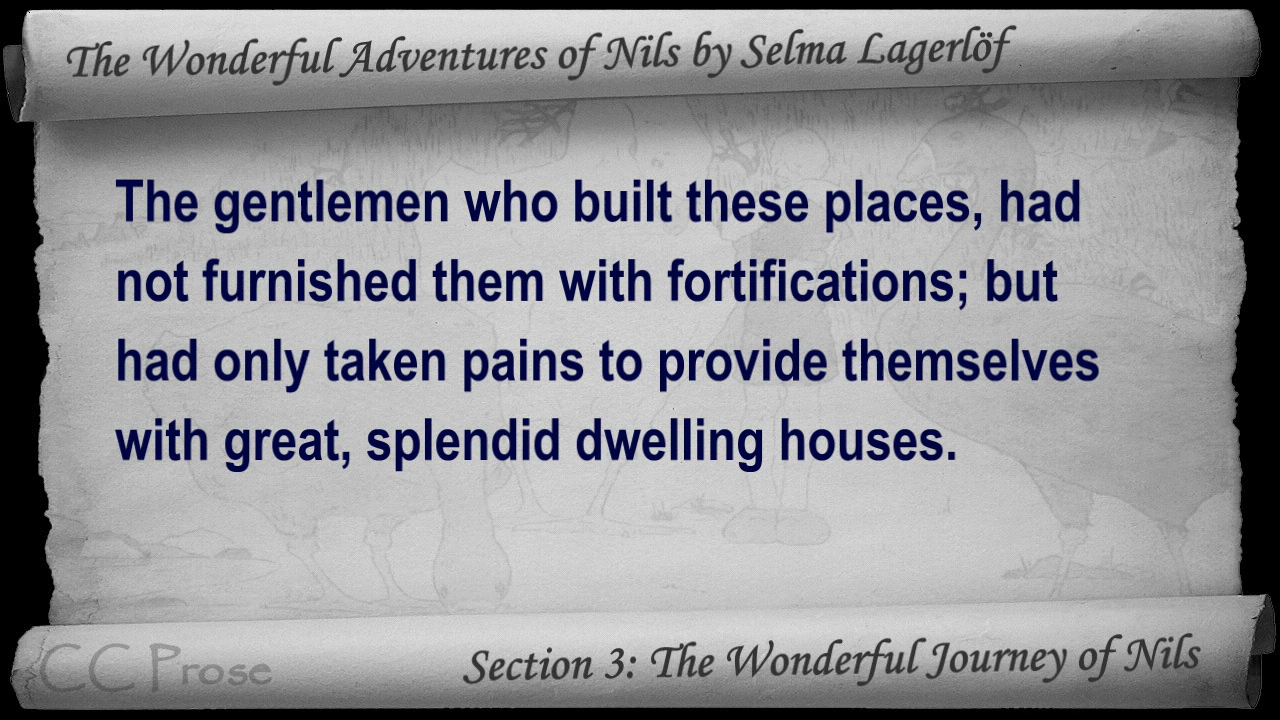 The Wonderful Adventures of Nils by Selma Lagerlöf
The gentlemen who built these places, had
not furnished them with fortifications; but
had only taken pains to provide themselves
with great, splendid dwelling houses.
CC Prose
Section 3: The Wonderful Journey of Nils